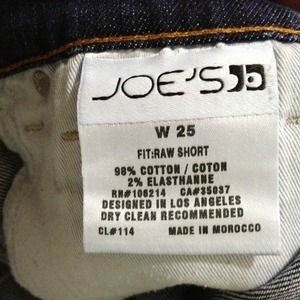 JOE'S
W 25
FIT:RAW SHORT
98% COTTON / COTON
2% ELASTHANNE
RN#106214 CA#35037
DESIGNED IN LOS ANGELES
DRY CLEAN RECOMMENDED
CL#114 MADE IN MOROCCO